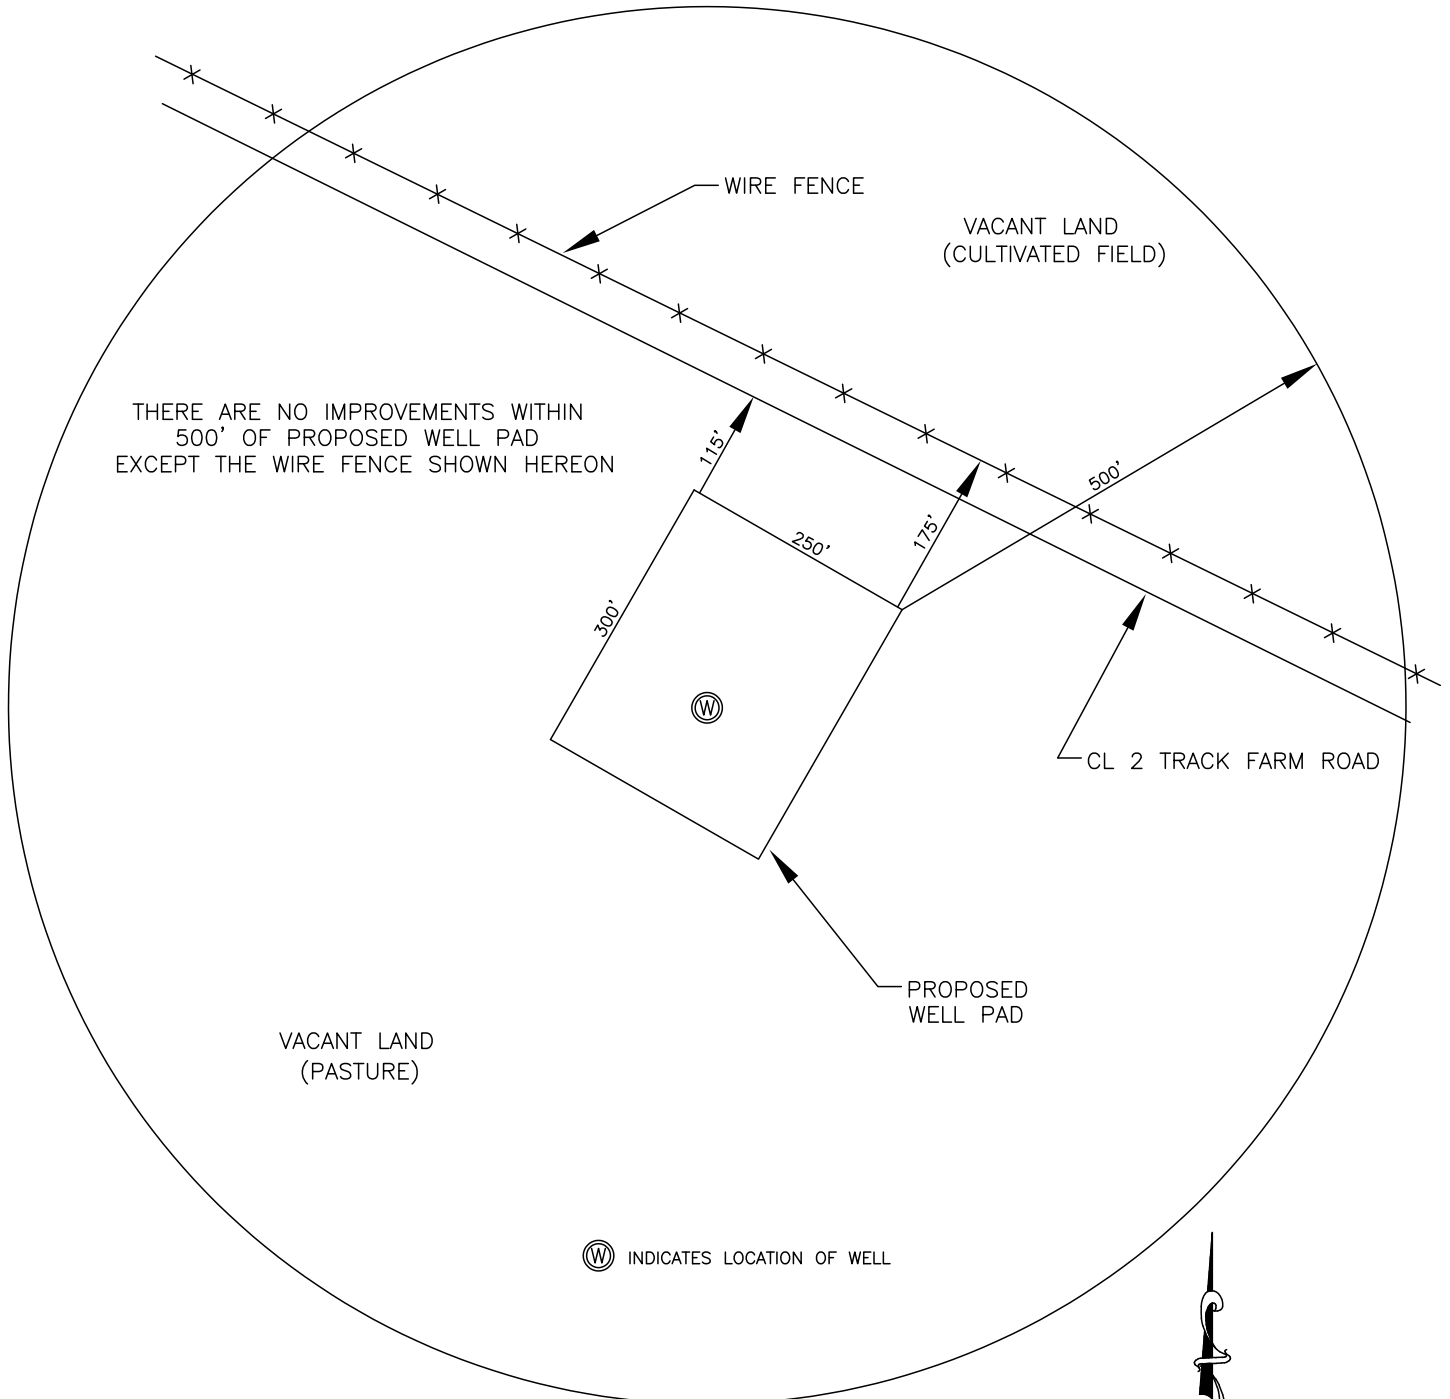 WIRE FENCE
VACANT LAND
(CULTIVATED FIELD)
THERE ARE NO IMPROVEMENTS WITHIN
500' OF PROPOSED WELL PAD
EXCEPT THE WIRE FENCE SHOWN HEREON
115'
500'
175'
250'
300'
W
CL 2 TRACK FARM ROAD
PROPOSED
WELL PAD
VACANT LAND
(PASTURE)
W INDICATES LOCATION OF WELL